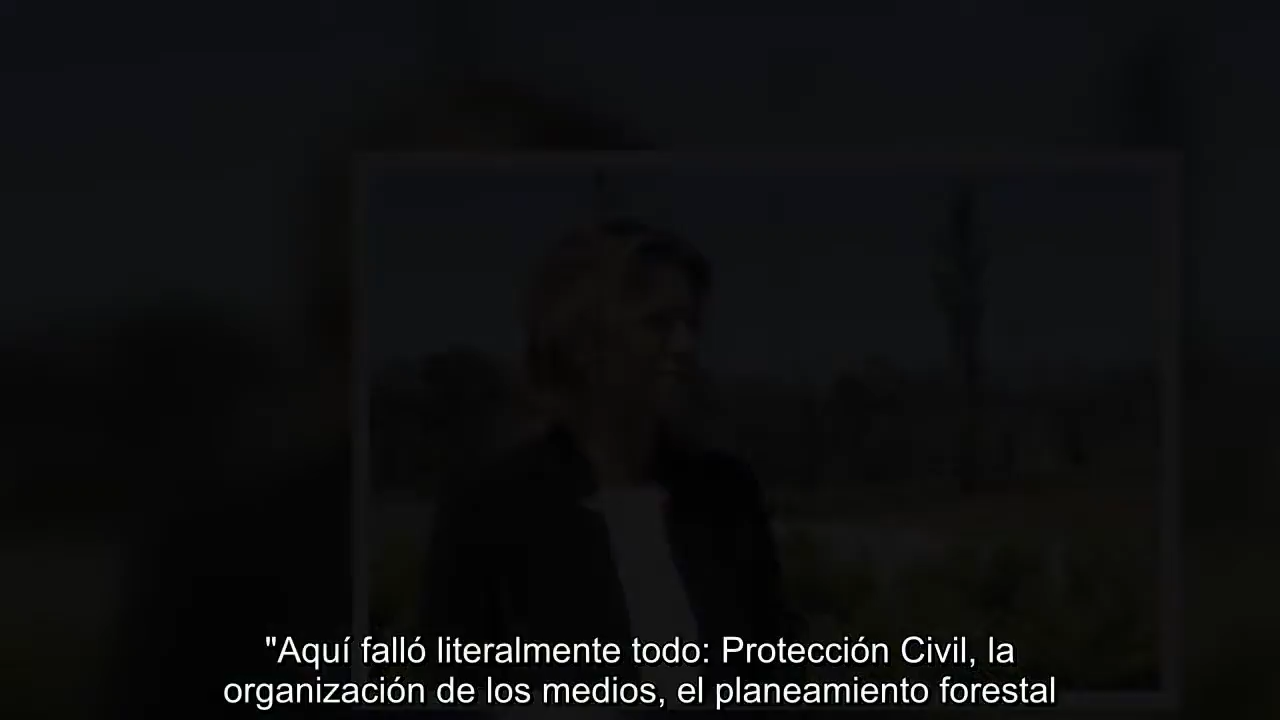 "Aquí falló literalmente todo: Protección Civil, la
organización de los medios, el planeamiento forestal